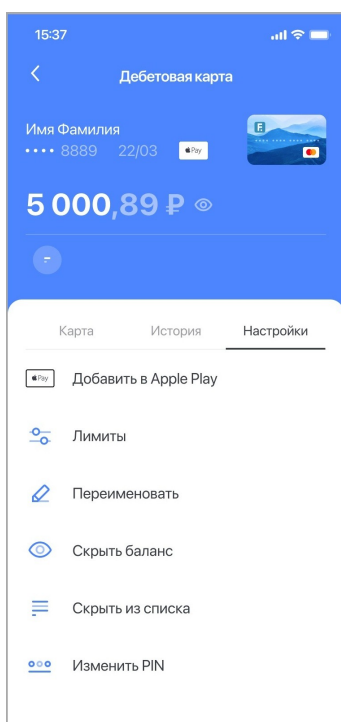 15:37
Дебетовая карта
Имя Фамилия
•••• 8889 22/03 Pay
5 000,89 ₽
Карта История Настройки
Pay Добавить в Apple Play
Лимиты
Переименовать
Скрыть баланс
Скрыть из списка
Изменить PIN